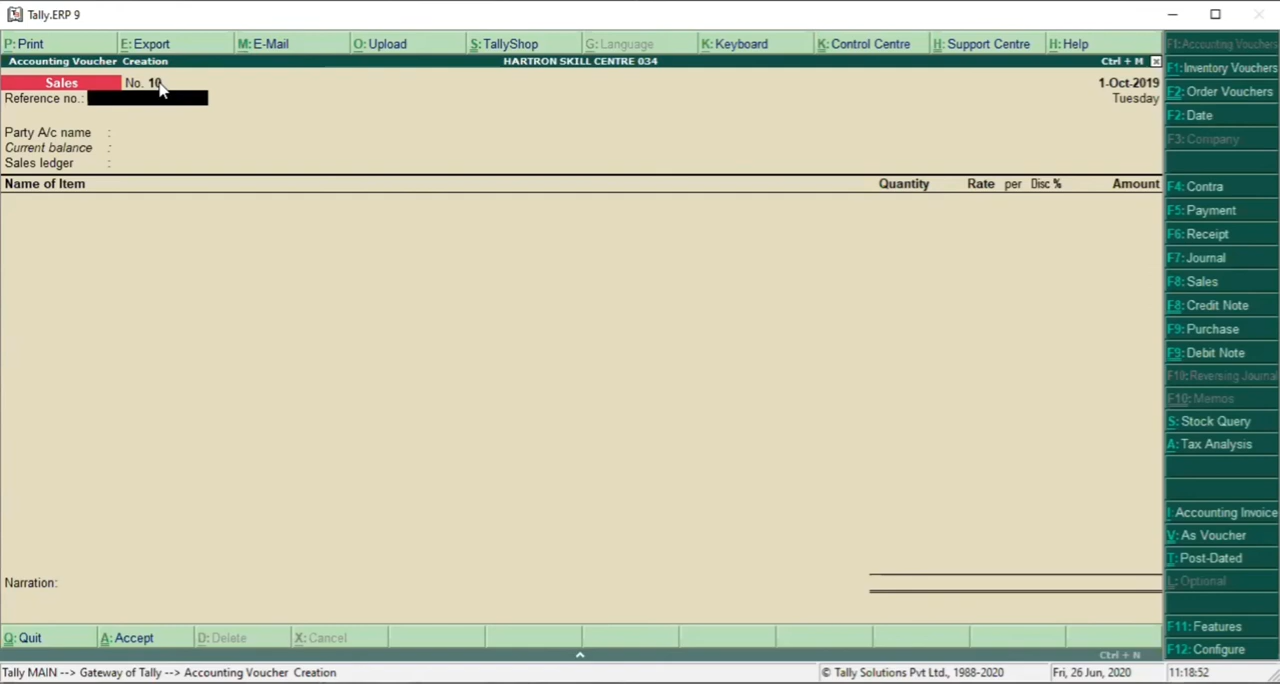 Tally.ERP 9
P: Print E: Export M: E-Mail O: Upload S: TallyShop G: Language K: Keyboard K: Control Centre H: Support Centre H: Help
Accounting Voucher Creation HARTRON SKILL CENTRE 034 Ctrl + M
Sales No. 10 1-Oct-2019
Reference no.: Tuesday
Party A/c name :
Current balance :
Sales ledger :
Name of Item Quantity Rate per Disc % Amount
Narration:
F1: Accounting Vouchers
F1: Inventory Vouchers
F2: Order Vouchers
F2: Date
F3: Company
F4: Contra
F5: Payment
F6: Receipt
F7: Journal
F8: Sales
F8: Credit Note
F9: Purchase
F9: Debit Note
F10: Reversing Journal
F10: Memos
S: Stock Query
A: Tax Analysis
I: Accounting Invoice
V: As Voucher
T: Post-Dated
L: Optional
F11: Features
F12: Configure
Q: Quit A: Accept D: Delete X: Cancel
Ctrl + N
Tally MAIN --> Gateway of Tally --> Accounting Voucher Creation © Tally Solutions Pvt Ltd., 1988-2020 Fri, 26 Jun, 2020 11:18:52